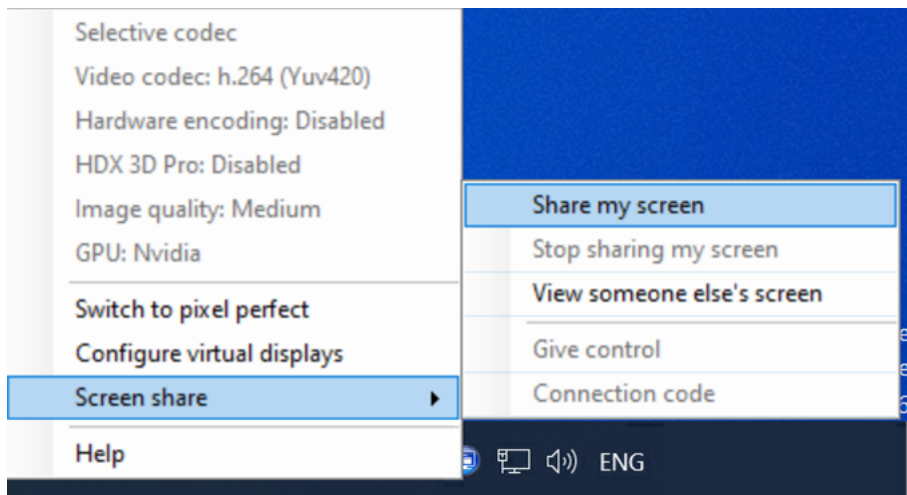 Selective codec
Video codec: h.264 (Yuv420)
Hardware encoding: Disabled
HDX 3D Pro: Disabled
Image quality: Medium
GPU: Nvidia
Switch to pixel perfect
Configure virtual displays
Screen share
Help
Share my screen
Stop sharing my screen
View someone else's screen
Give control
Connection code
ENG